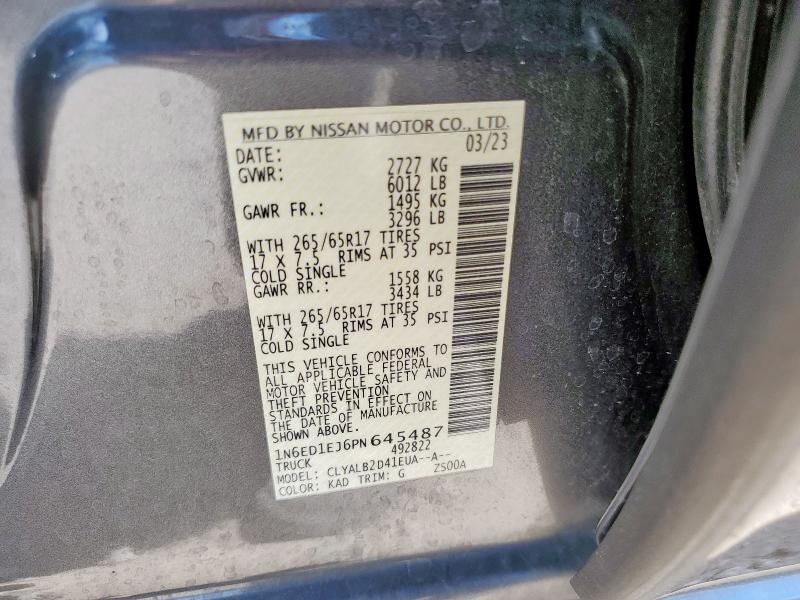 MFD BY NISSAN MOTOR CO., LTD.
DATE: 03/23
GVWR: 2727 KG
6012 LB
GAWR FR.: 1495 KG
3296 LB
WITH 265/65R17 TIRES
17 X 7.5 RIMS AT 35 PSI
COLD SINGLE
GAWR RR.: 1558 KG
3434 LB
WITH 265/65R17 TIRES
17 X 7.5 RIMS AT 35 PSI
COLD SINGLE
THIS VEHICLE CONFORMS TO
ALL APPLICABLE FEDERAL
MOTOR VEHICLE SAFETY AND
THEFT PREVENTION
STANDARDS IN EFFECT ON
THE DATE OF MANUFACTURE
SHOWN ABOVE.
1N6ED1EJ6PN645487
TRUCK 492822
MODEL: CLYALB2D41EUA--A--
COLOR: KAD TRIM: G ZS00A